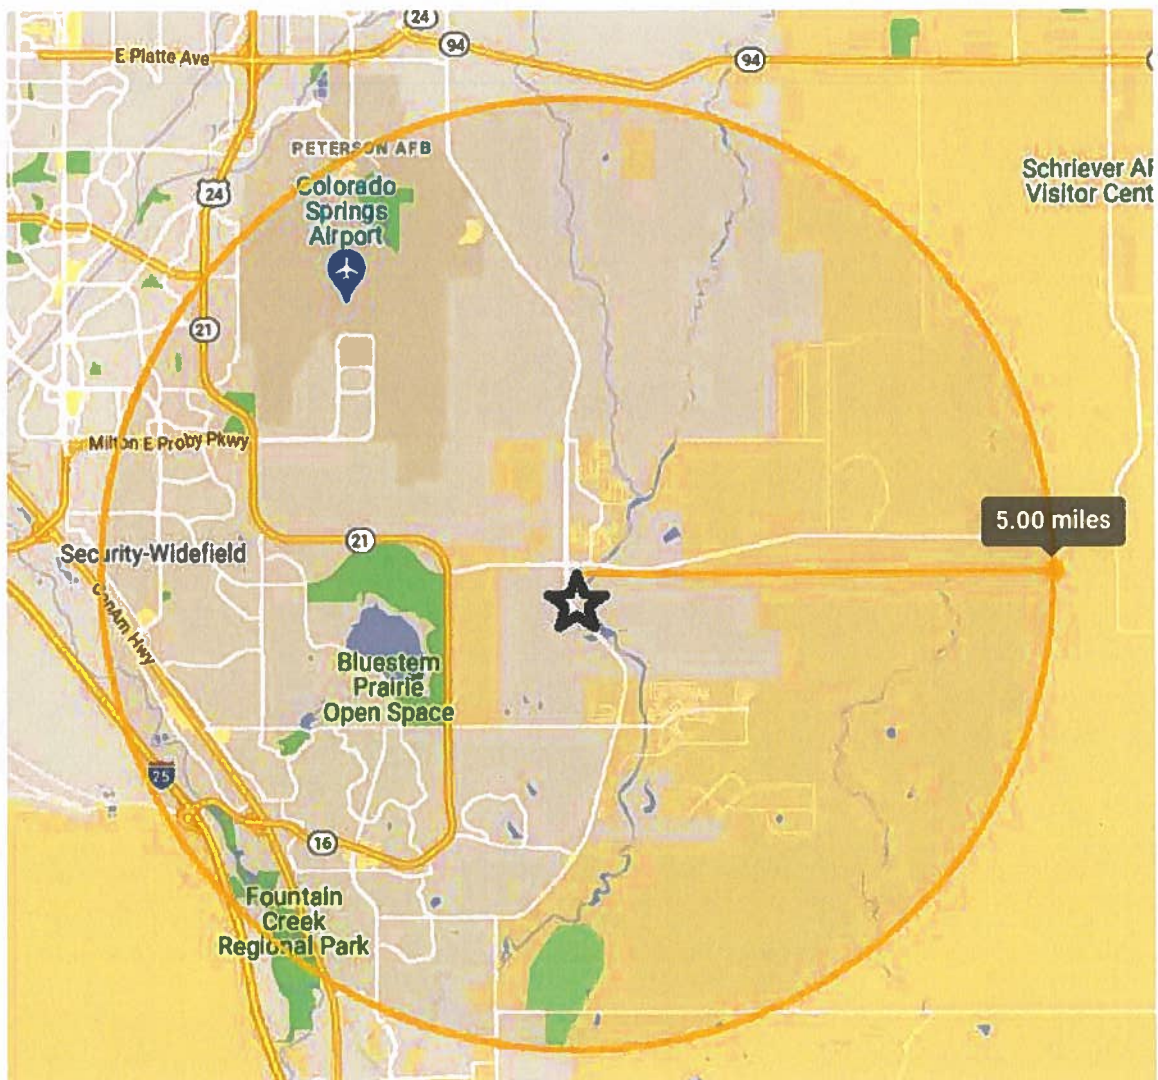 24
94
E Platte Ave
94
PETERSON AFB
Colorado
Springs
Airport
Schriever AF
Visitor Cent
24
21
Milton E Proby Pkwy
5.00 miles
21
Security-Widefield
ConAm Hwy
Bluestem
Prairie
Open Space
25
16
Fountain
Creek
Regional Park